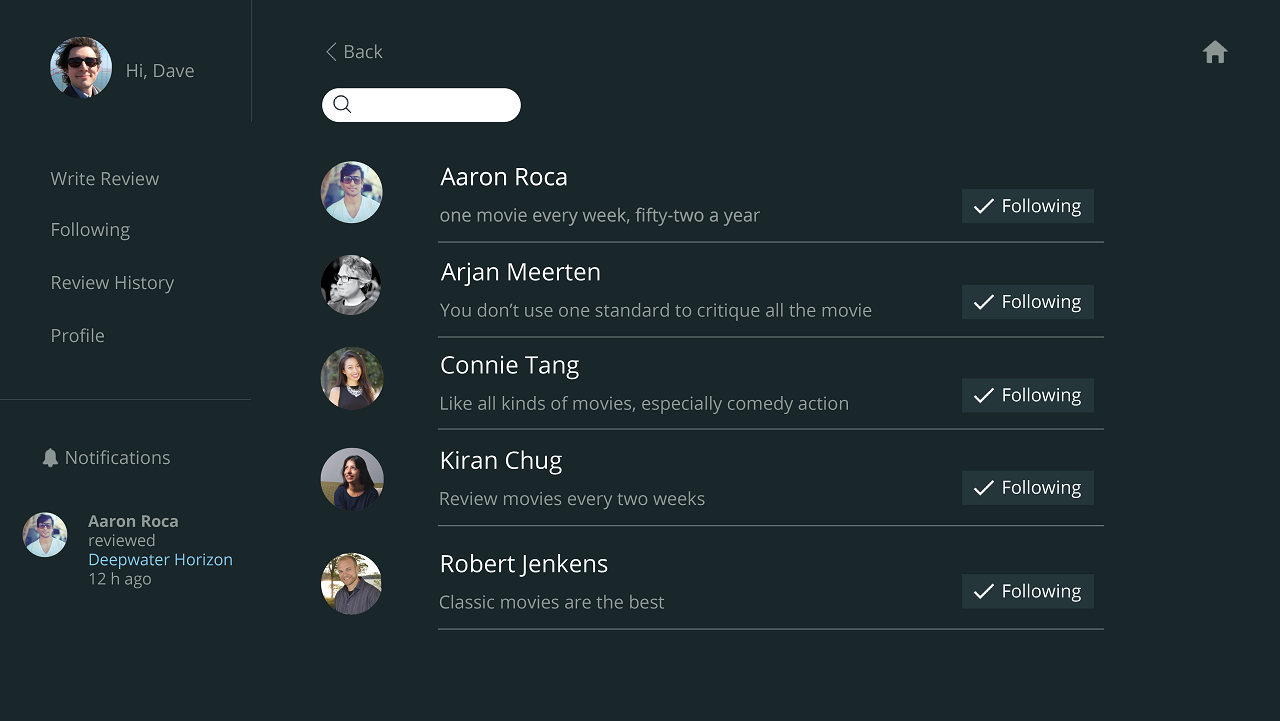 Hi, Dave
Write Review
Following
Review History
Profile
Notifications
Aaron Roca
reviewed
Deepwater Horizon
12 h ago
Back
Aaron Roca
one movie every week, fifty-two a year
Following
Arjan Meerten
You don’t use one standard to critique all the movie
Following
Connie Tang
Like all kinds of movies, especially comedy action
Following
Kiran Chug
Review movies every two weeks
Following
Robert Jenkens
Classic movies are the best
Following